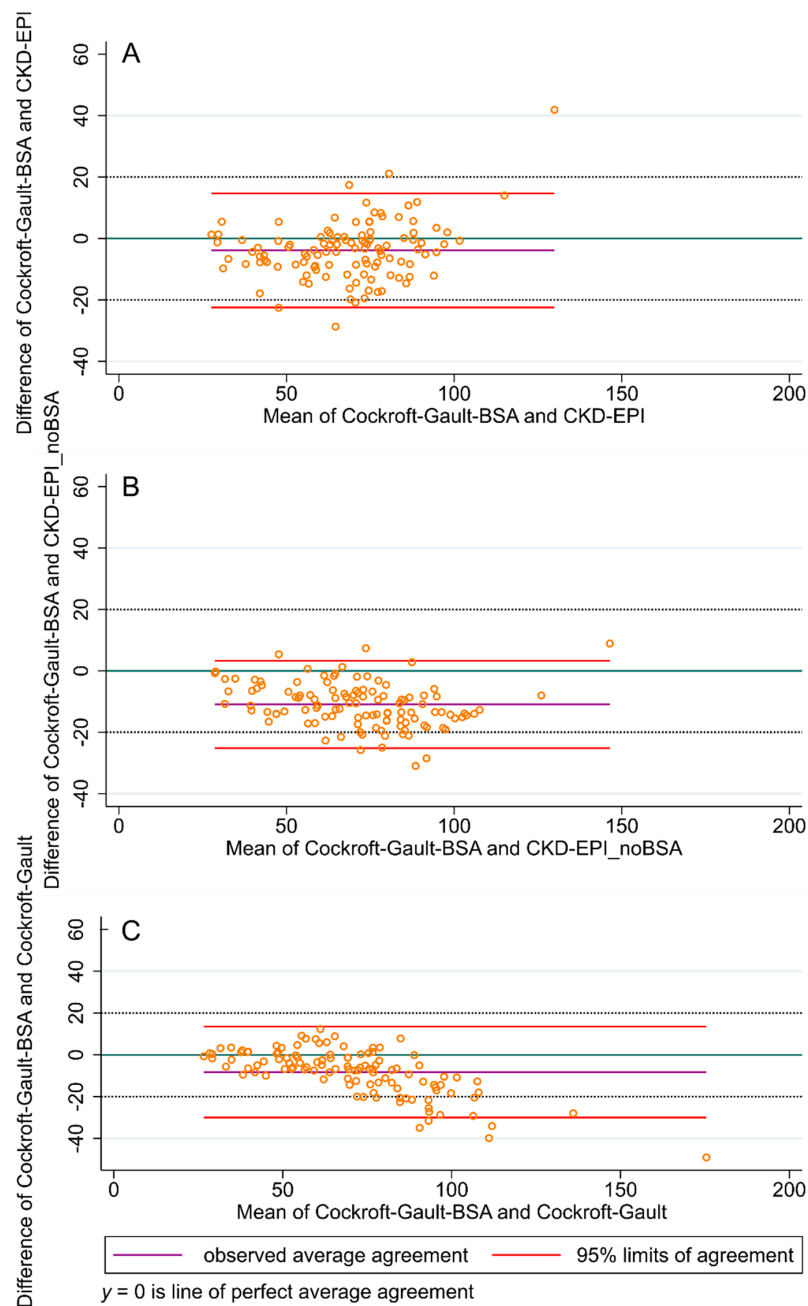 A
Difference of Cockroft-Gault-BSA and CKD-EPI
60
40
20
0
-20
-40
0 50 100 150 200
Mean of Cockroft-Gault-BSA and CKD-EPI
B
Difference of Cockroft-Gault-BSA and CKD-EPI_noBSA
60
40
20
0
-20
-40
0 50 100 150 200
Mean of Cockroft-Gault-BSA and CKD-EPI_noBSA
C
Difference of Cockroft-Gault-BSA and Cockroft-Gault
60
40
20
0
-20
-40
0 50 100 150 200
Mean of Cockroft-Gault-BSA and Cockroft-Gault
observed average agreement 95% limits of agreement
y = 0 is line of perfect average agreement